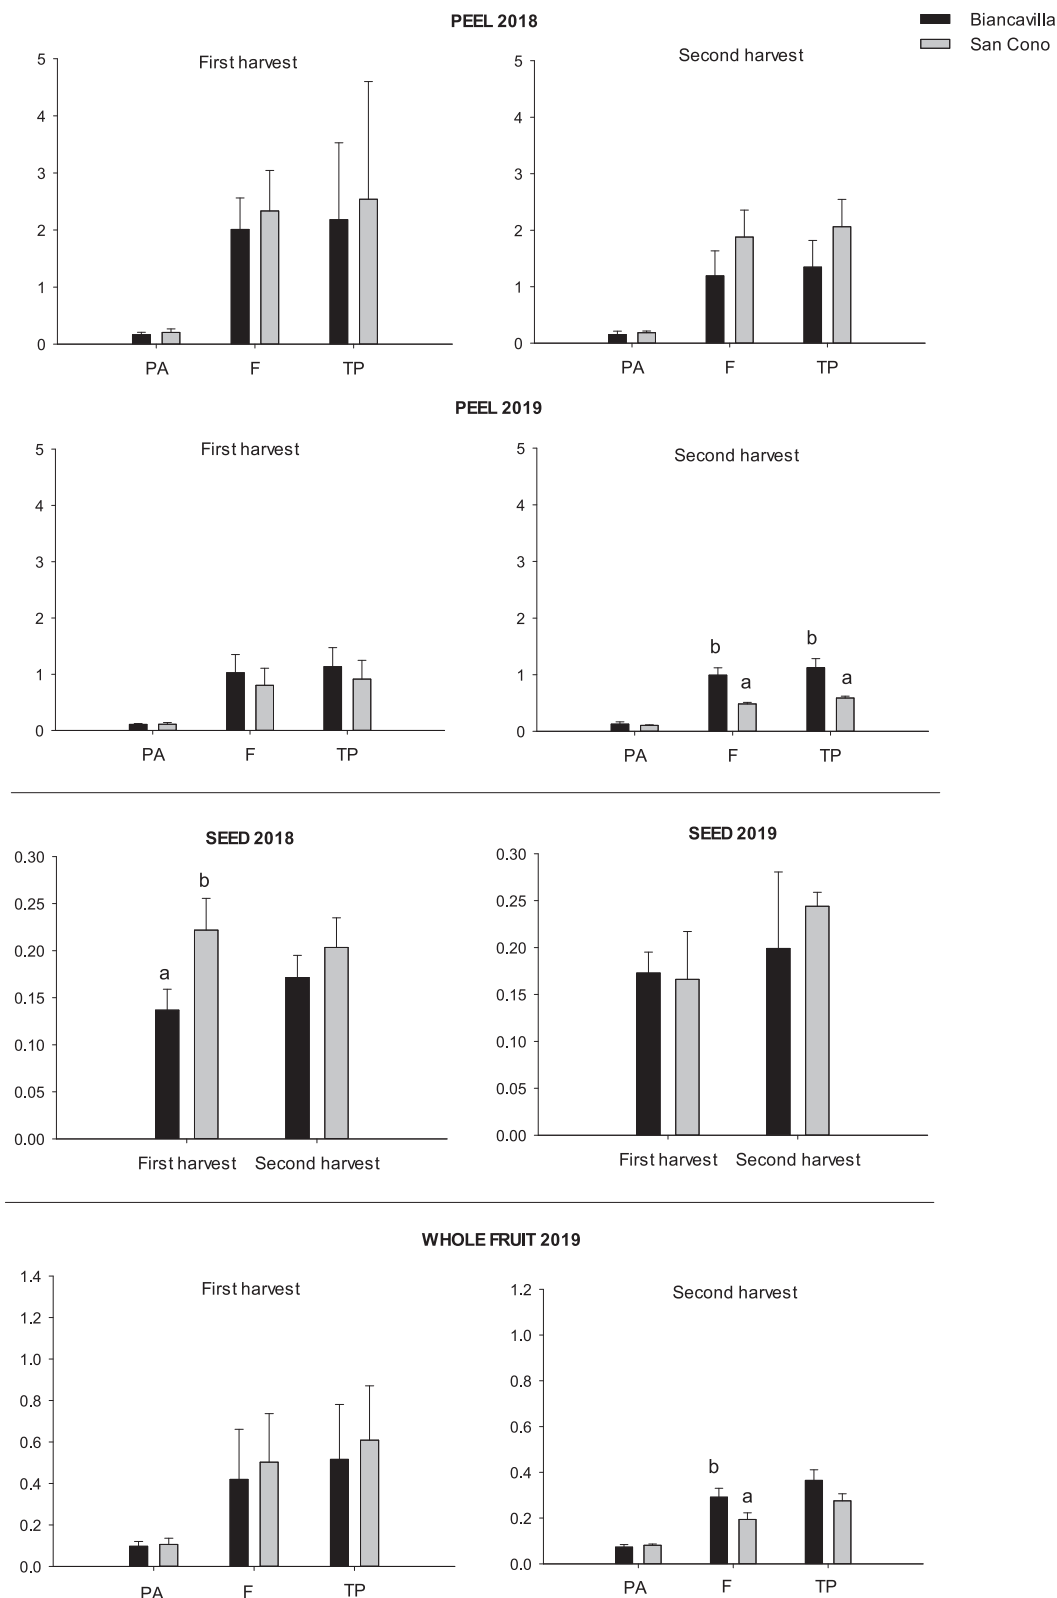 PEEL 2018
Biancavilla
San Cono
First harvest
5
4
3
2
1
0
PA F TP
Second harvest
5
4
3
2
1
0
PA F TP
PEEL 2019
First harvest
5
4
3
2
1
0
PA F TP
Second harvest
5
4
3
2
1
0
b
a
b
a
PA F TP
SEED 2018
0.30
0.25
0.20
0.15
0.10
0.05
0.00
a
b
First harvest Second harvest
SEED 2019
0.30
0.25
0.20
0.15
0.10
0.05
0.00
First harvest Second harvest
WHOLE FRUIT 2019
First harvest
1.4
1.2
1.0
0.8
0.6
0.4
0.2
0.0
PA F TP
Second harvest
1.2
1.0
0.8
0.6
0.4
0.2
0.0
b
a
PA F TP